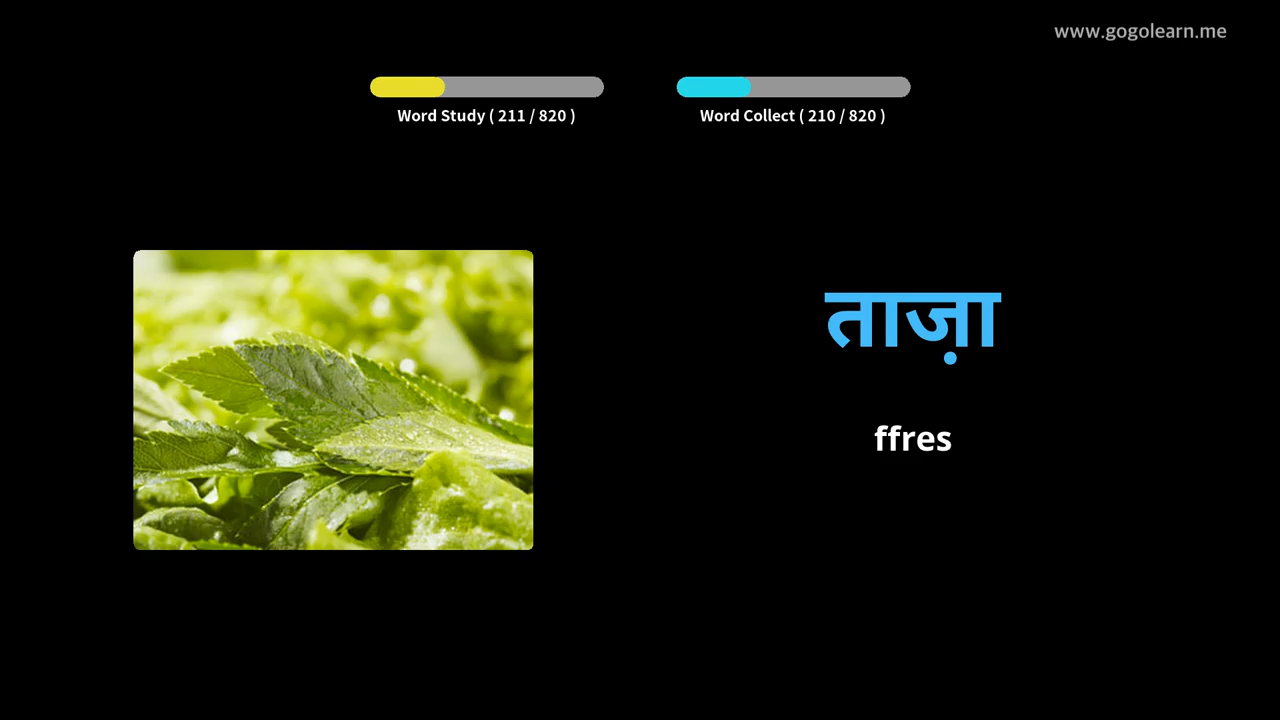 www.gogolearn.me
Word Study ( 211 / 820 )
Word Collect ( 210 / 820 )
ताज़ा
ffres